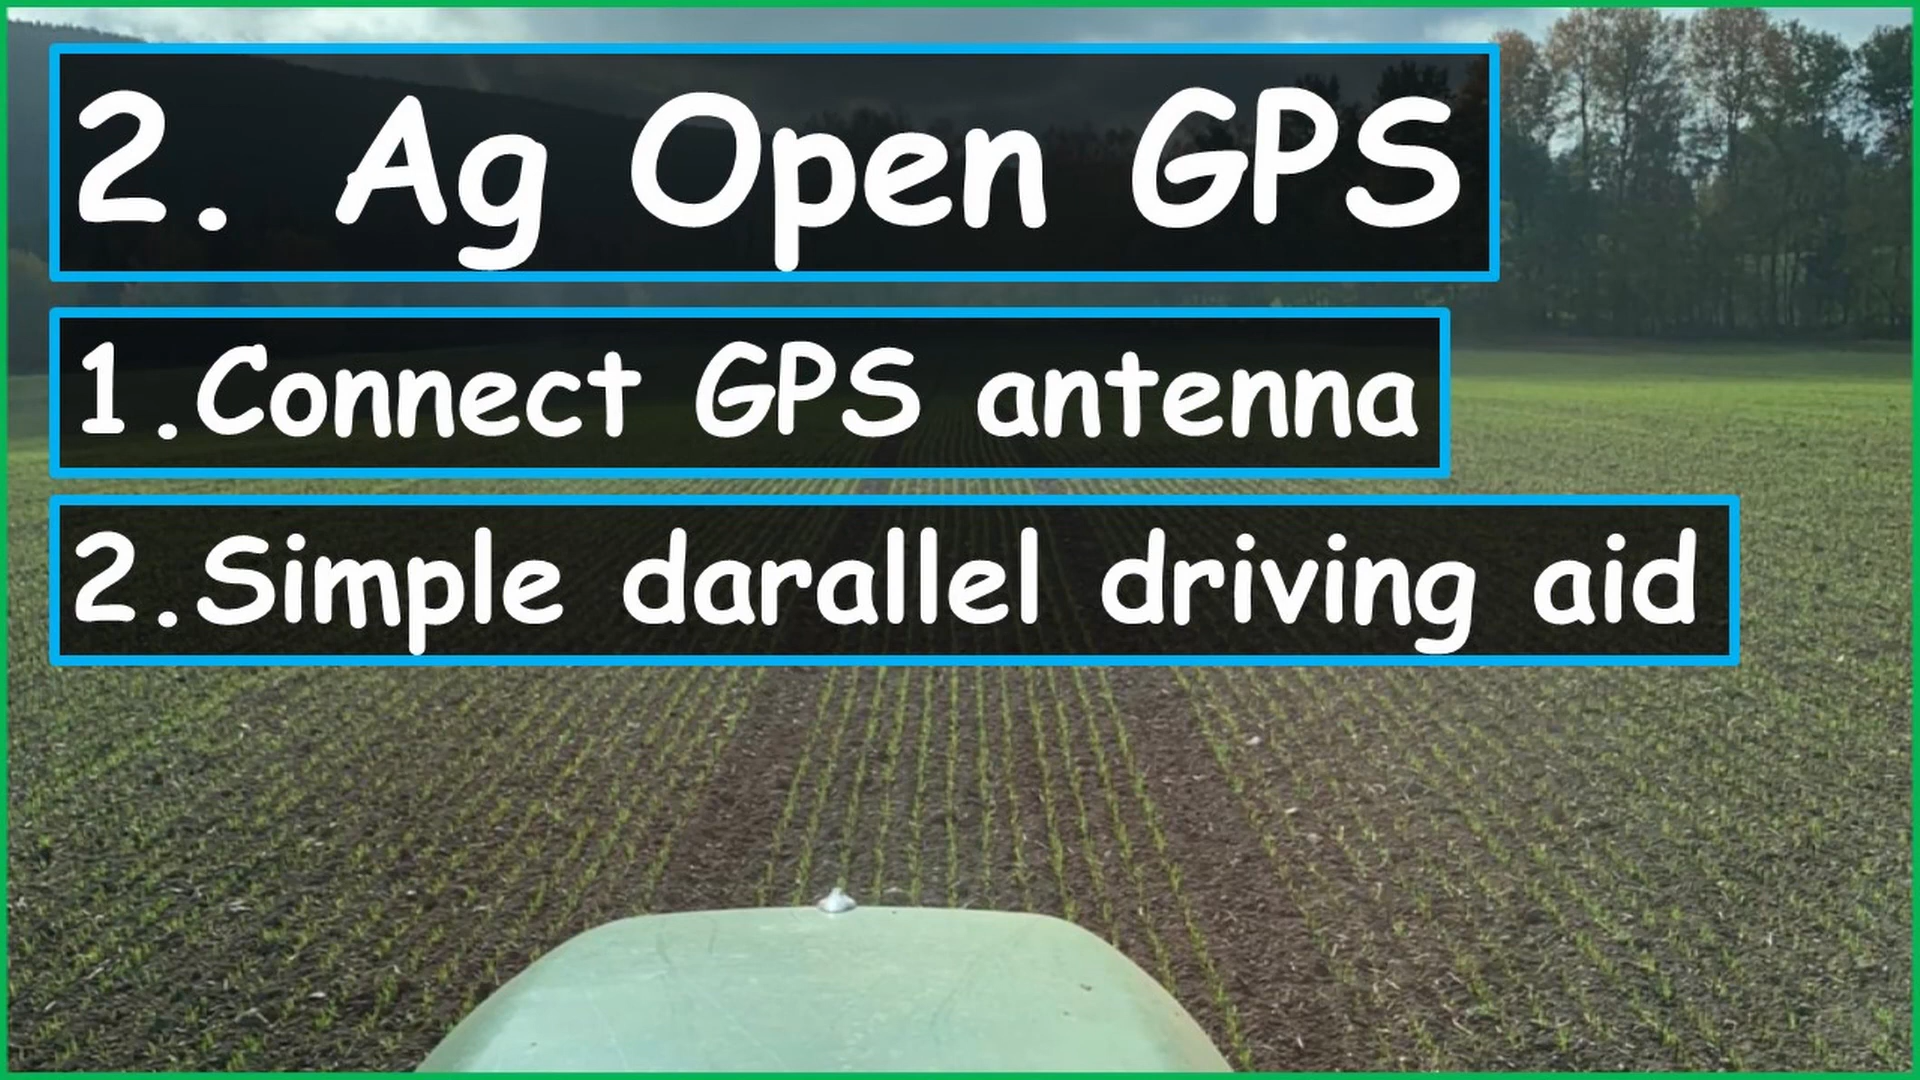 2. Ag Open GPS
1.Connect GPS antenna
2.Simple darallel driving aid